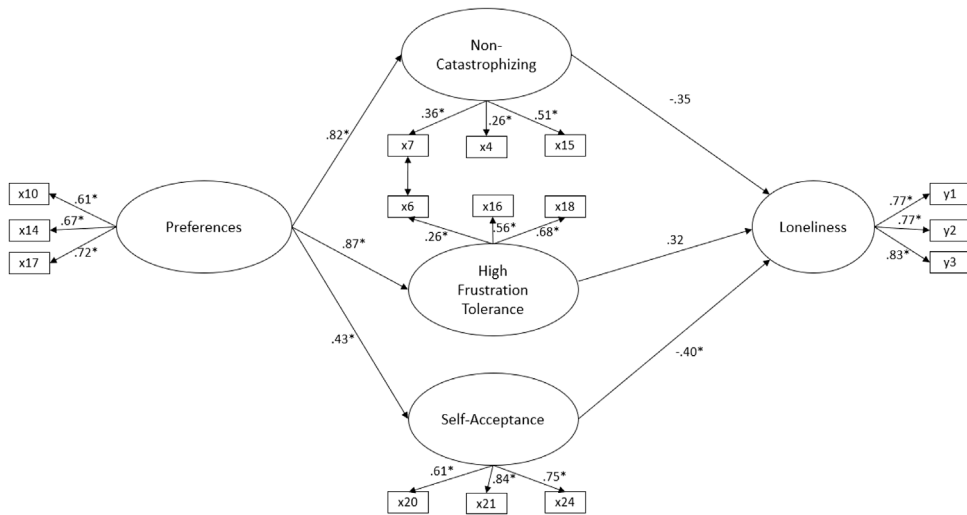 Non-
Catastrophizing
-.35
.36*
.26*
.51*
.82*
x7
x4
x15
x10
.61*
x14
.67*
x17
.72*
Preferences
x6
x16
x18
.26*
.56*
.68*
.87*
High
Frustration
Tolerance
.32
Loneliness
.77*
y1
.77*
y2
.83*
y3
.43*
-.40*
Self-Acceptance
.61*
.84*
.75*
x20
x21
x24